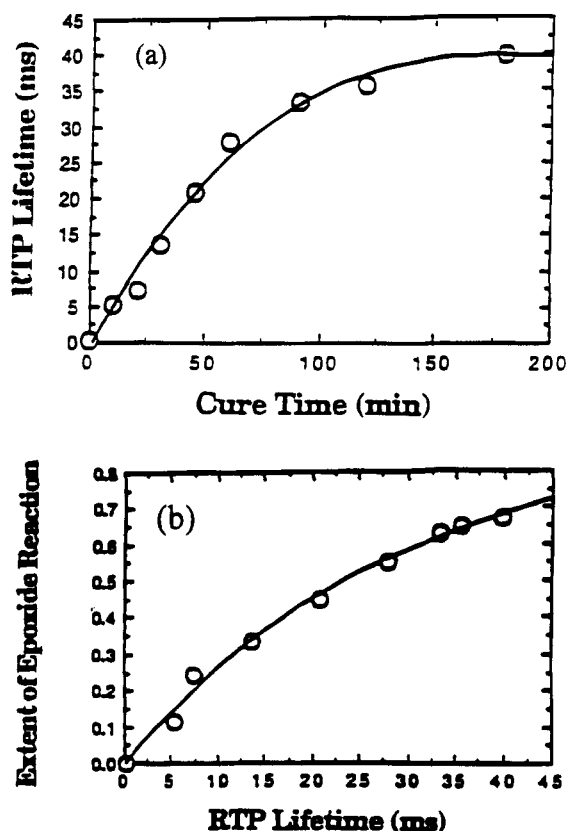 (a)
RTP Lifetime (ms)
45
40
35
30
25
20
15
10
5
0
0 50 100 150 200
Cure Time (min)
(b)
Extent of Epoxide Reaction
0.8
0.7
0.6
0.5
0.4
0.3
0.2
0.1
0.0
0 5 10 15 20 25 30 35 40 45
RTP Lifetime (ms)